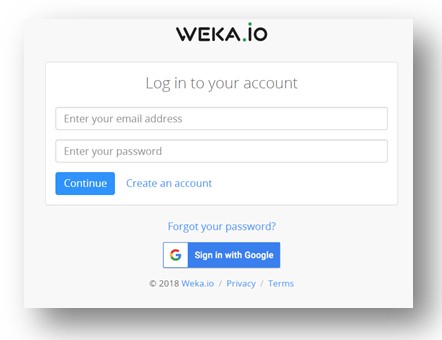 WEKA.iO
Log in to your account
Enter your email address
Enter your password
Continue Create an account
Forgot your password?
Sign in with Google
© 2018 Weka.io / Privacy / Terms